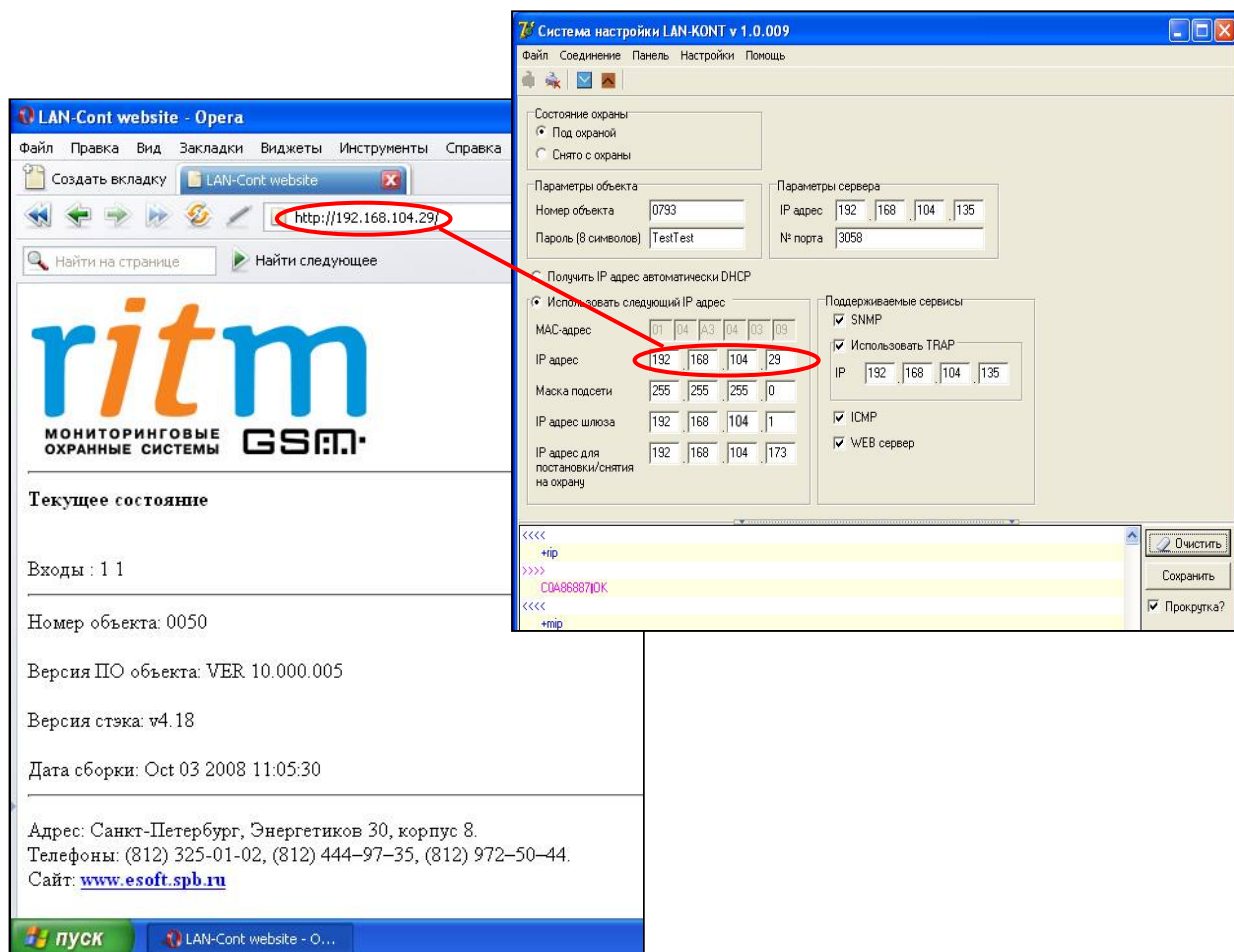 LAN-Cont website - Opera
Файл Правка Вид Закладки Виджеты Инструменты Справка
Создать вкладку
LAN-Cont website
http://192.168.104.29/
Найти на странице
Найти следующее
ritm
МОНИТОРИНГОВЫЕ
ОХРАННЫЕ СИСТЕМЫ
GSM
Текущее состояние
Входы : 1 1
Номер объекта: 0050
Версия ПО объекта: VER 10.000.005
Версия стэка: v4.18
Дата сборки: Oct 03 2008 11:05:30
Адрес: Санкт-Петербург, Энергетиков 30, корпус 8.
Телефоны: (812) 325-01-02, (812) 444–97–35, (812) 972–50–44.
Сайт: www.esoft.spb.ru
пуск
LAN-Cont website - O...
Система настройки LAN-KONT v 1.0.009
Файл Соединение Панель Настройки Помощь
Состояние охраны
Под охраной
Снято с охраны
Параметры объекта
Номер объекта 0793
Пароль (8 символов) TestTest
Параметры сервера
IP адрес 192 . 168 . 104 . 135
№ порта 3058
Получить IP адрес автоматически DHCP
Использовать следующий IP адрес
MAC-адрес 01 04 A3 04 03 09
IP адрес 192 . 168 . 104 . 29
Маска подсети 255 . 255 . 255 . 0
IP адрес шлюза 192 . 168 . 104 . 1
IP адрес для
постановки/снятия
на охрану
192 . 168 . 104 . 173
Поддерживаемые сервисы
SNMP
Использовать TRAP
IP 192 . 168 . 104 . 135
ICMP
WEB сервер
<<<<
+rip
>>>>
C0A86887||OK
<<<<
+mip
Очистить
Сохранить
Прокрутка?